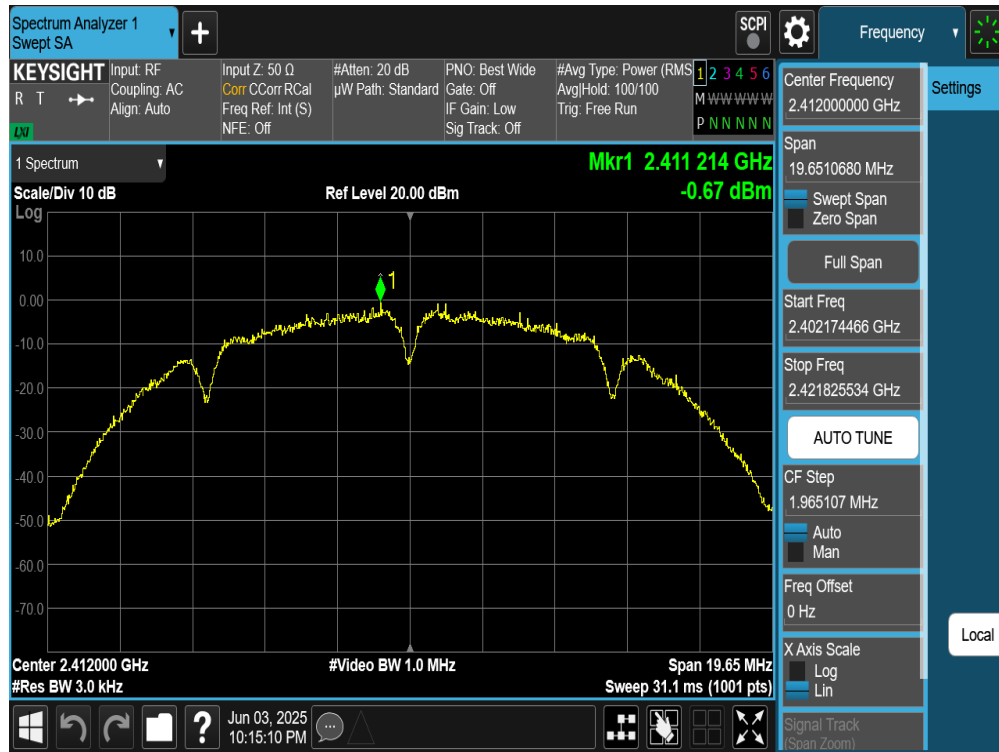 Spectrum Analyzer 1
Swept SA
+
SCPI
Frequency
KEYSIGHT
R T
LXI
Input: RF
Coupling: AC
Align: Auto
Input Z: 50 Ω
Corr CCorr RCal
Freq Ref: Int (S)
NFE: Off
#Atten: 20 dB
µW Path: Standard
PNO: Best Wide
Gate: Off
IF Gain: Low
Sig Track: Off
#Avg Type: Power (RMS
Avg|Hold: 100/100
Trig: Free Run
1 2 3 4 5 6
M W W W W W
P N N N N N
1 Spectrum
Scale/Div 10 dB
Log
Ref Level 20.00 dBm
Mkr1 2.411 214 GHz
-0.67 dBm
1
10.0
0.00
-10.0
-20.0
-30.0
-40.0
-50.0
-60.0
-70.0
Center 2.412000 GHz
#Res BW 3.0 kHz
#Video BW 1.0 MHz
Span 19.65 MHz
Sweep 31.1 ms (1001 pts)
Center Frequency
2.412000000 GHz
Span
19.6510680 MHz
Swept Span
Zero Span
Full Span
Start Freq
2.402174466 GHz
Stop Freq
2.421825534 GHz
AUTO TUNE
CF Step
1.965107 MHz
Auto
Man
Freq Offset
0 Hz
X Axis Scale
Log
Lin
Signal Track
(Span Zoom)
Settings
Local
?
Jun 03, 2025
10:15:10 PM